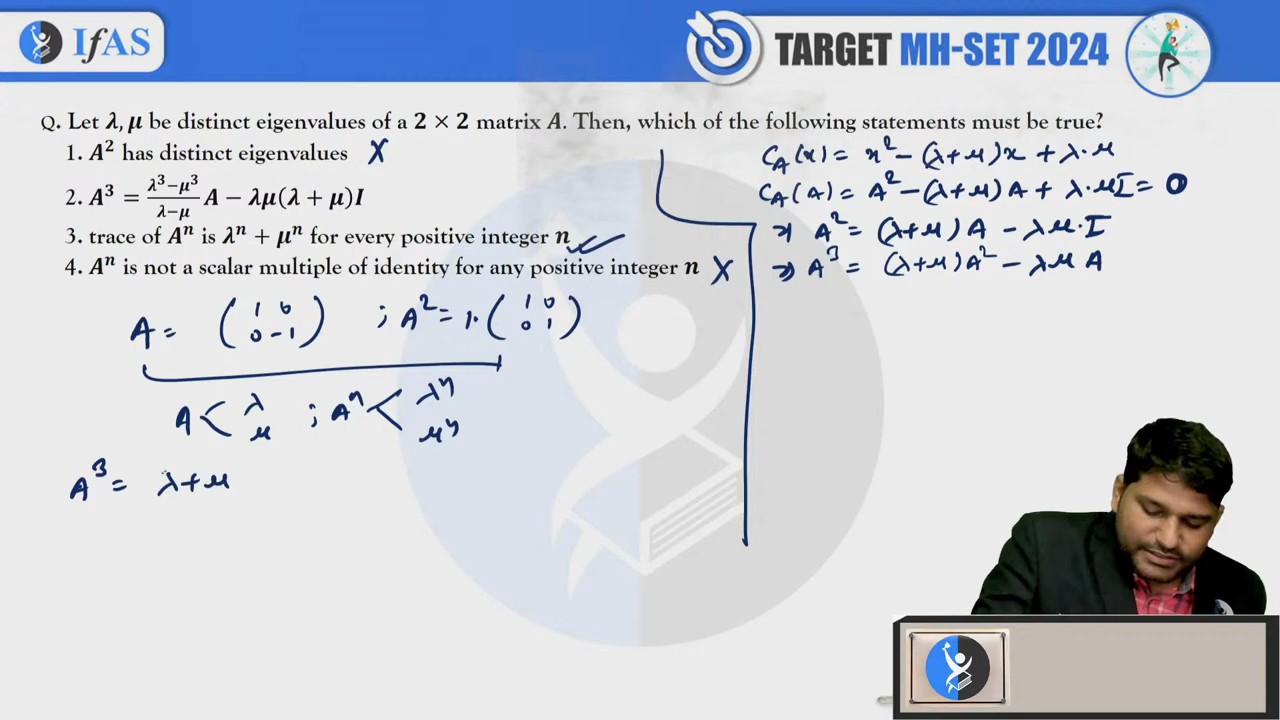 IfAS
TARGET MH-SET 2024
Q. Let λ, μ be distinct eigenvalues of a 2 × 2 matrix A. Then, which of the following statements must be true?
1. A² has distinct eigenvalues X
2. A³ = (λ³−μ³)/(λ−μ) A − λμ(λ + μ)I
3. trace of Aⁿ is λⁿ + μⁿ for every positive integer n ✓
4. Aⁿ is not a scalar multiple of identity for any positive integer n X
A = (1 0
0 -1) ; A² = 1. (1 0
0 1)
A < λ
μ ; Aⁿ < λⁿ
μⁿ
A³ = λ+μ
C_A(x) = x² - (λ+μ)x + λ.μ
C_A(A) = A² - (λ+μ)A + λ.μI = 0
⇒ A² = (λ+μ)A - λμ.I
⇒ A³ = (λ+μ)A² - λμ A